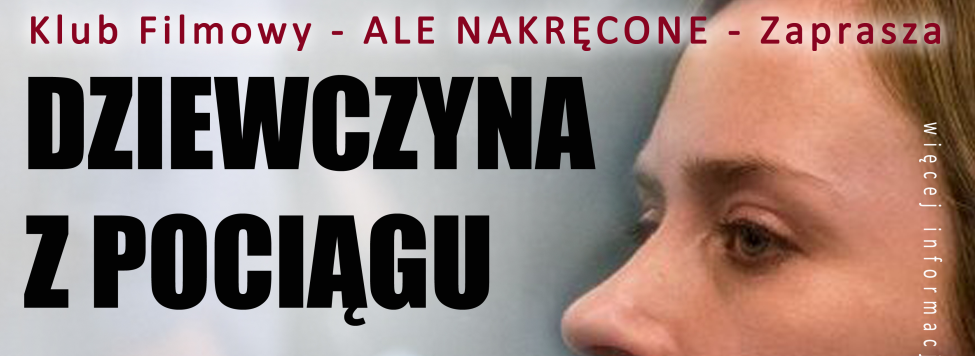 Klub Filmowy - ALE NAKRĘCONE - Zaprasza
DZIEWCZYNA
Z POCIĄGU
więcej